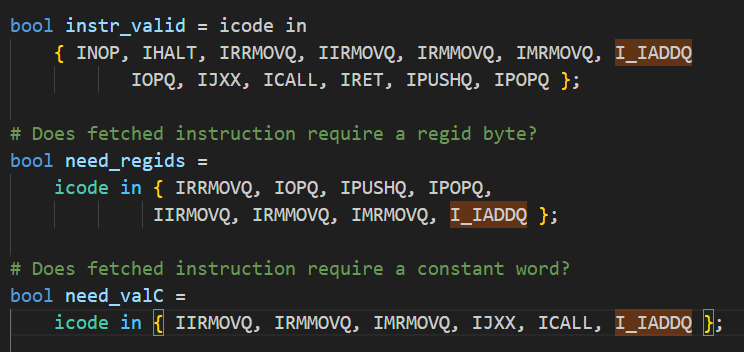 bool instr_valid = icode in
{ INOP, IHALT, IRRMOVQ, IIRMOVQ, IRMMOVQ, IMRMOVQ, I_IADDQ
IOPQ, IJXX, ICALL, IRET, IPUSHQ, IPOPQ };
# Does fetched instruction require a regid byte?
bool need_regids =
icode in { IRRMOVQ, IOPQ, IPUSHQ, IPOPQ,
IIRMOVQ, IRMMOVQ, IMRMOVQ, I_IADDQ };
# Does fetched instruction require a constant word?
bool need_valC =
icode in { IIRMOVQ, IRMMOVQ, IMRMOVQ, IJXX, ICALL, I_IADDQ };